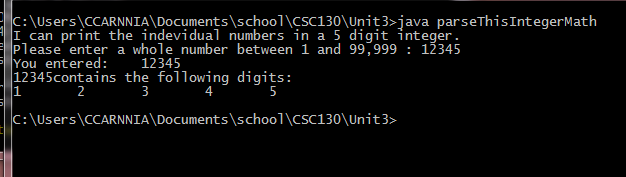 C:\Users\CCARNNIA\Documents\school\CSC130\Unit3>java parseThisIntegerMath
I can print the indevidual numbers in a 5 digit integer.
Please enter a whole number between 1 and 99,999 : 12345
You entered:    12345
12345contains the following digits:
1       2       3       4       5
C:\Users\CCARNNIA\Documents\school\CSC130\Unit3>